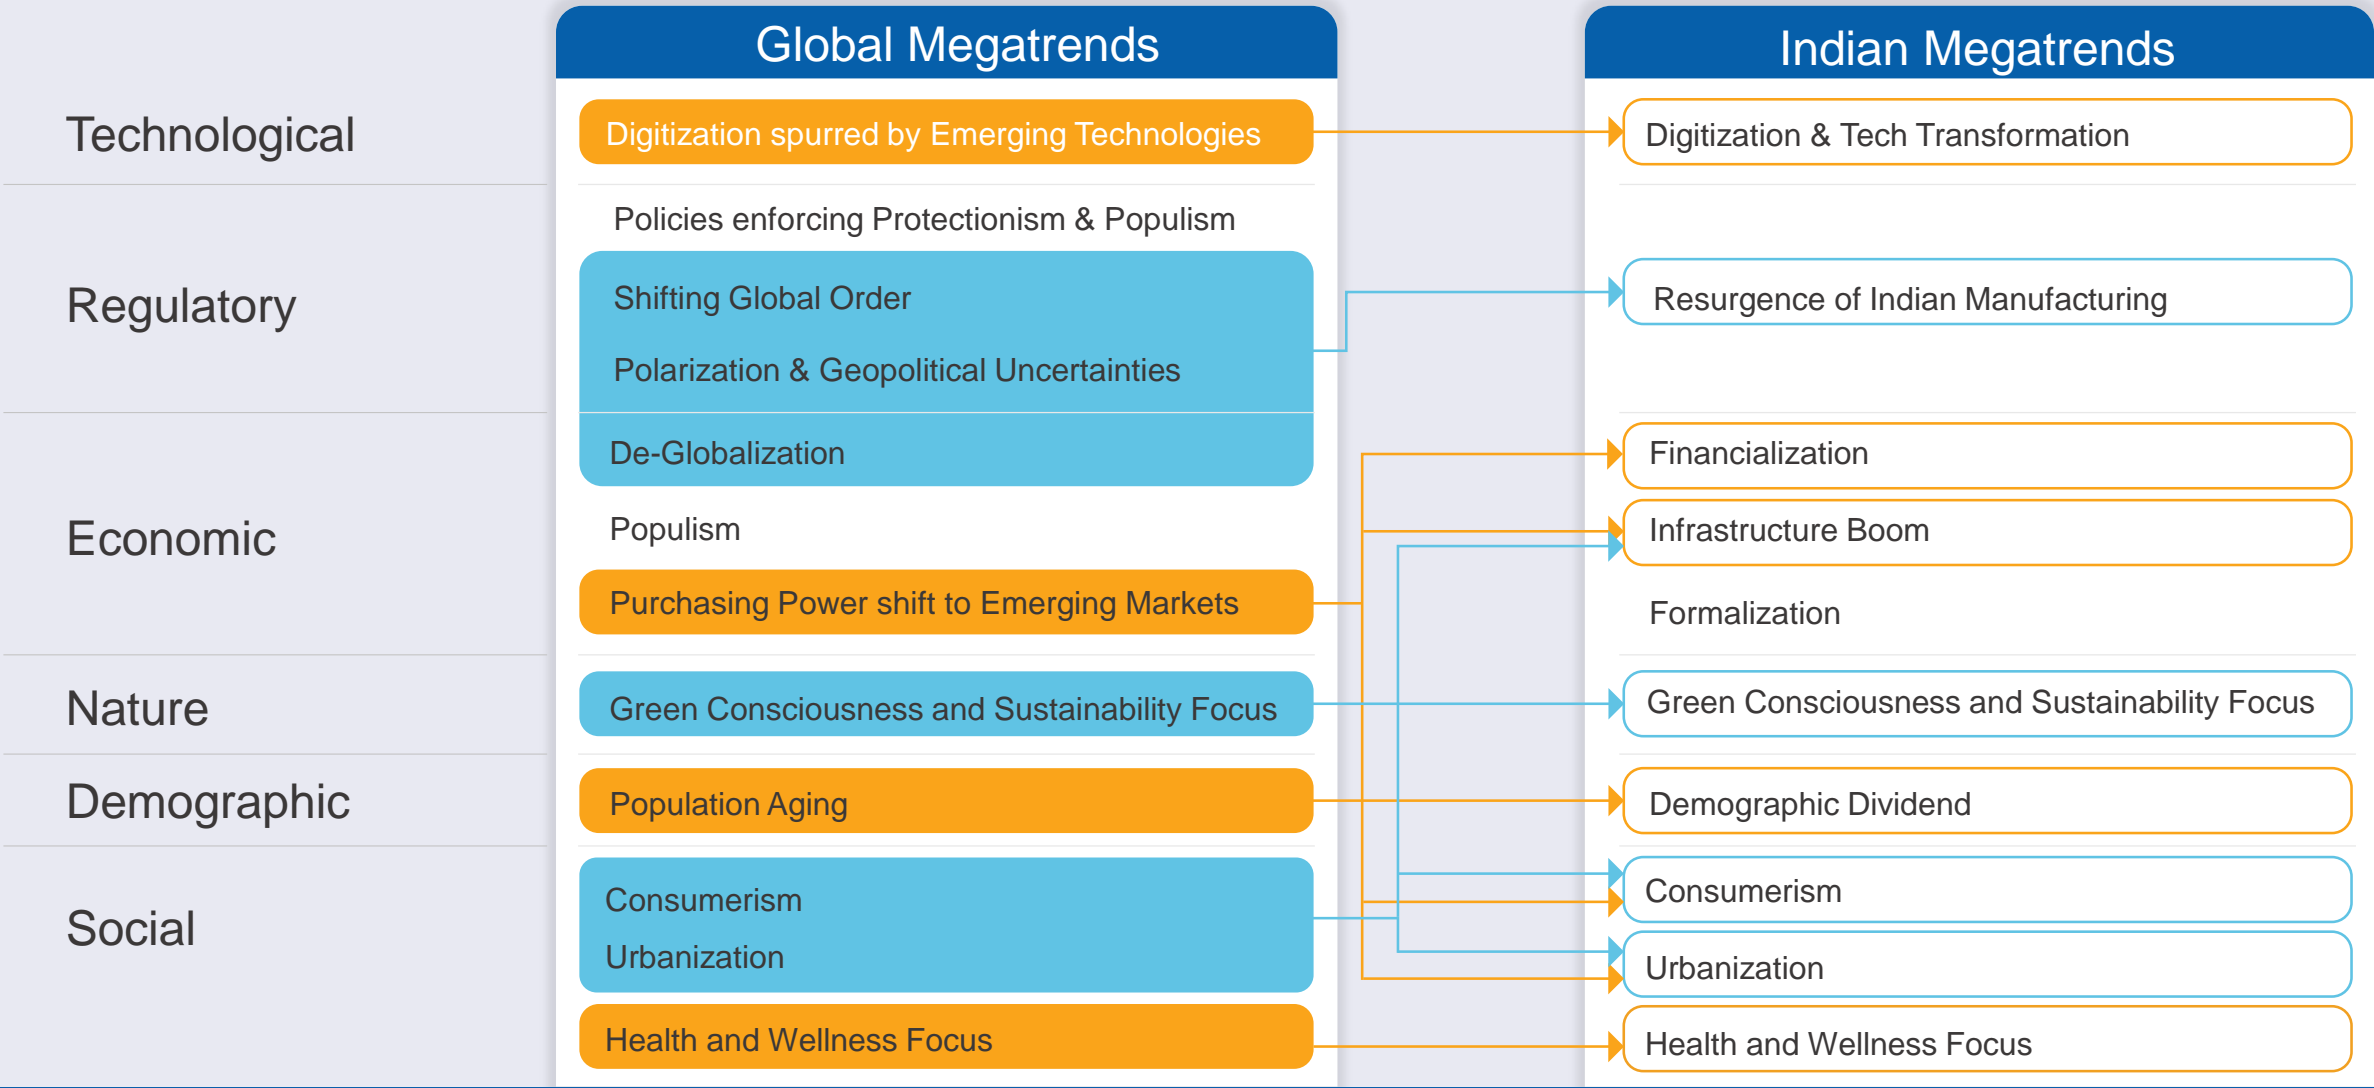 Global Megatrends
Indian Megatrends
Technological
Digitization spurred by Emerging Technologies
Digitization & Tech Transformation
Regulatory
Policies enforcing Protectionism & Populism
Shifting Global Order
Polarization & Geopolitical Uncertainties
Resurgence of Indian Manufacturing
Economic
De-Globalization
Populism
Purchasing Power shift to Emerging Markets
Financialization
Infrastructure Boom
Formalization
Nature
Green Consciousness and Sustainability Focus
Green Consciousness and Sustainability Focus
Demographic
Population Aging
Demographic Dividend
Social
Consumerism
Urbanization
Health and Wellness Focus
Consumerism
Urbanization
Health and Wellness Focus